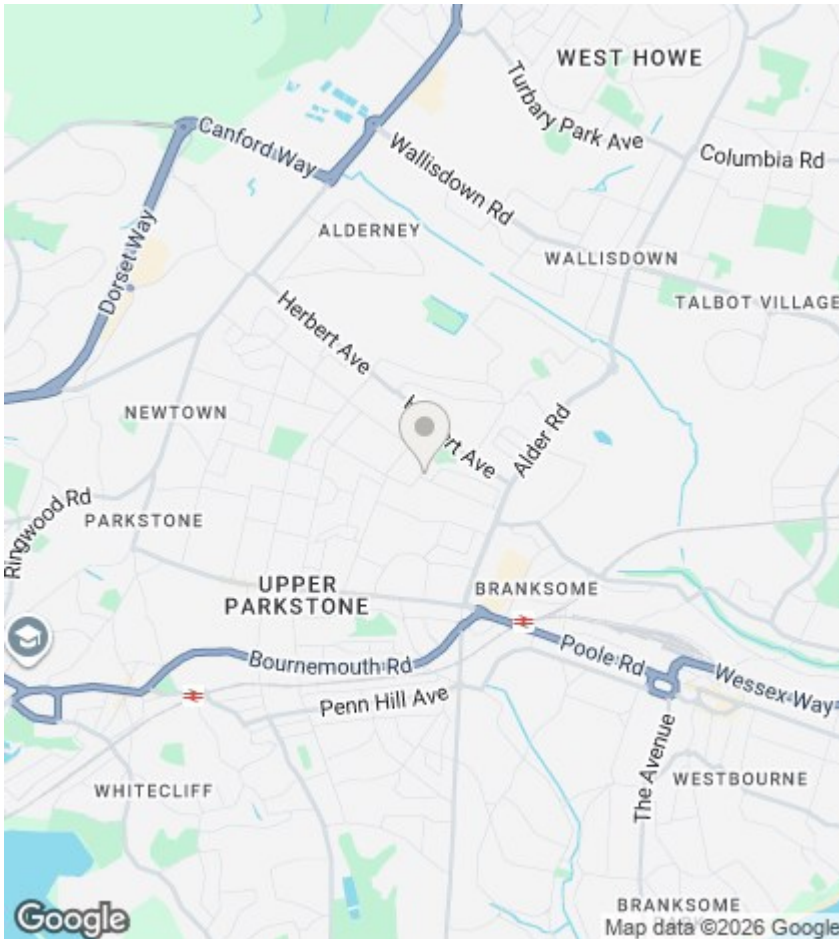 WEST HOWE
Turbary Park Ave
Columbia Rd
Canford Way
Wallisdown Rd
ALDERNEY
WALLISDOWN
Dorset Way
TALBOT VILLAGE
Herbert Ave
NEWTOWN
Ave
Alder Rd
Ringwood Rd
PARKSTONE
UPPER
PARKSTONE
BRANKSOME
Bournemouth Rd
Poole Rd
Wessex Way
Penn Hill Ave
The Avenue
WHITECLIFF
WESTBOURNE
BRANKSOME
Google
Map data ©2026 Google